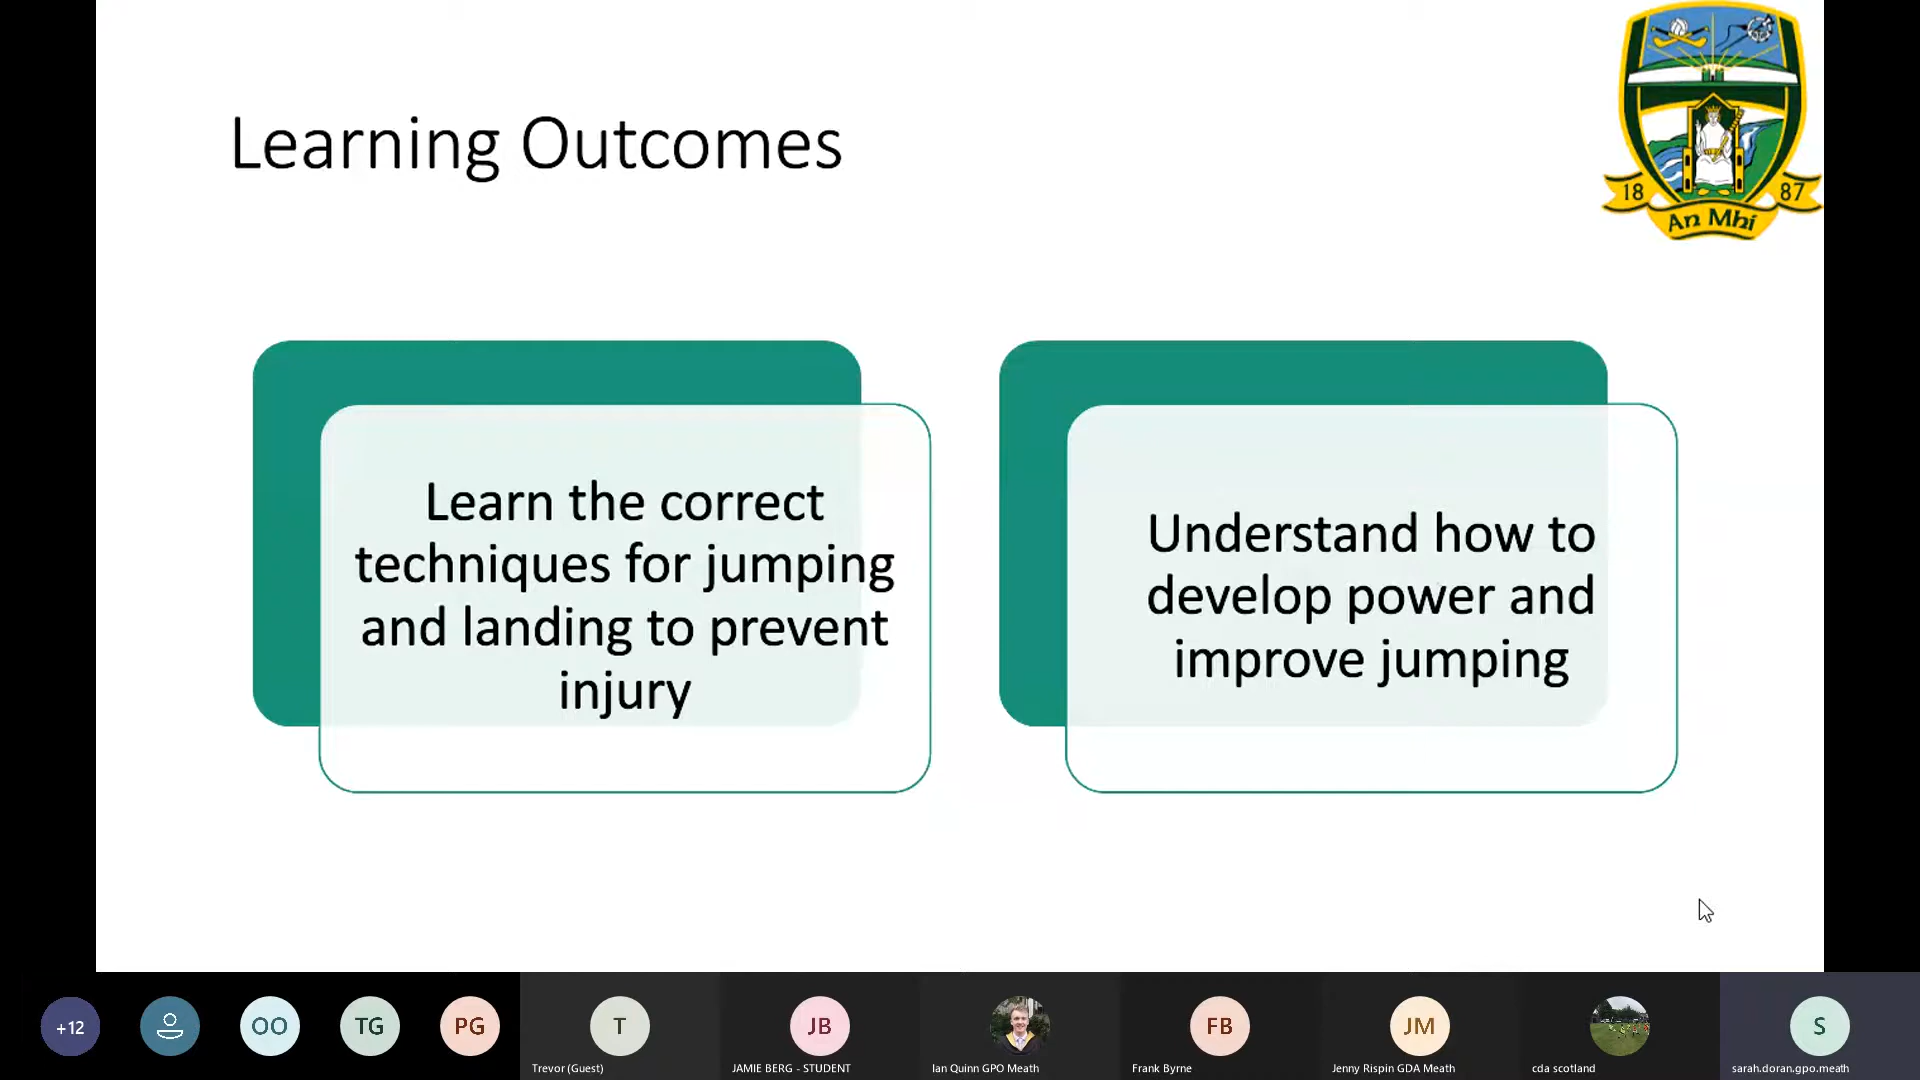 Learning Outcomes
18 87
An Mhí
Learn the correct
techniques for jumping
and landing to prevent
injury
Understand how to
develop power and
improve jumping
+12
OO
TG
PG
T
JB
FB
JM
S
Trevor (Guest)
JAMIE BERG - STUDENT
Ian Quinn GPO Meath
Frank Byrne
Jenny Rispin GDA Meath
cda scotland
sarah.doran.gpo.meath